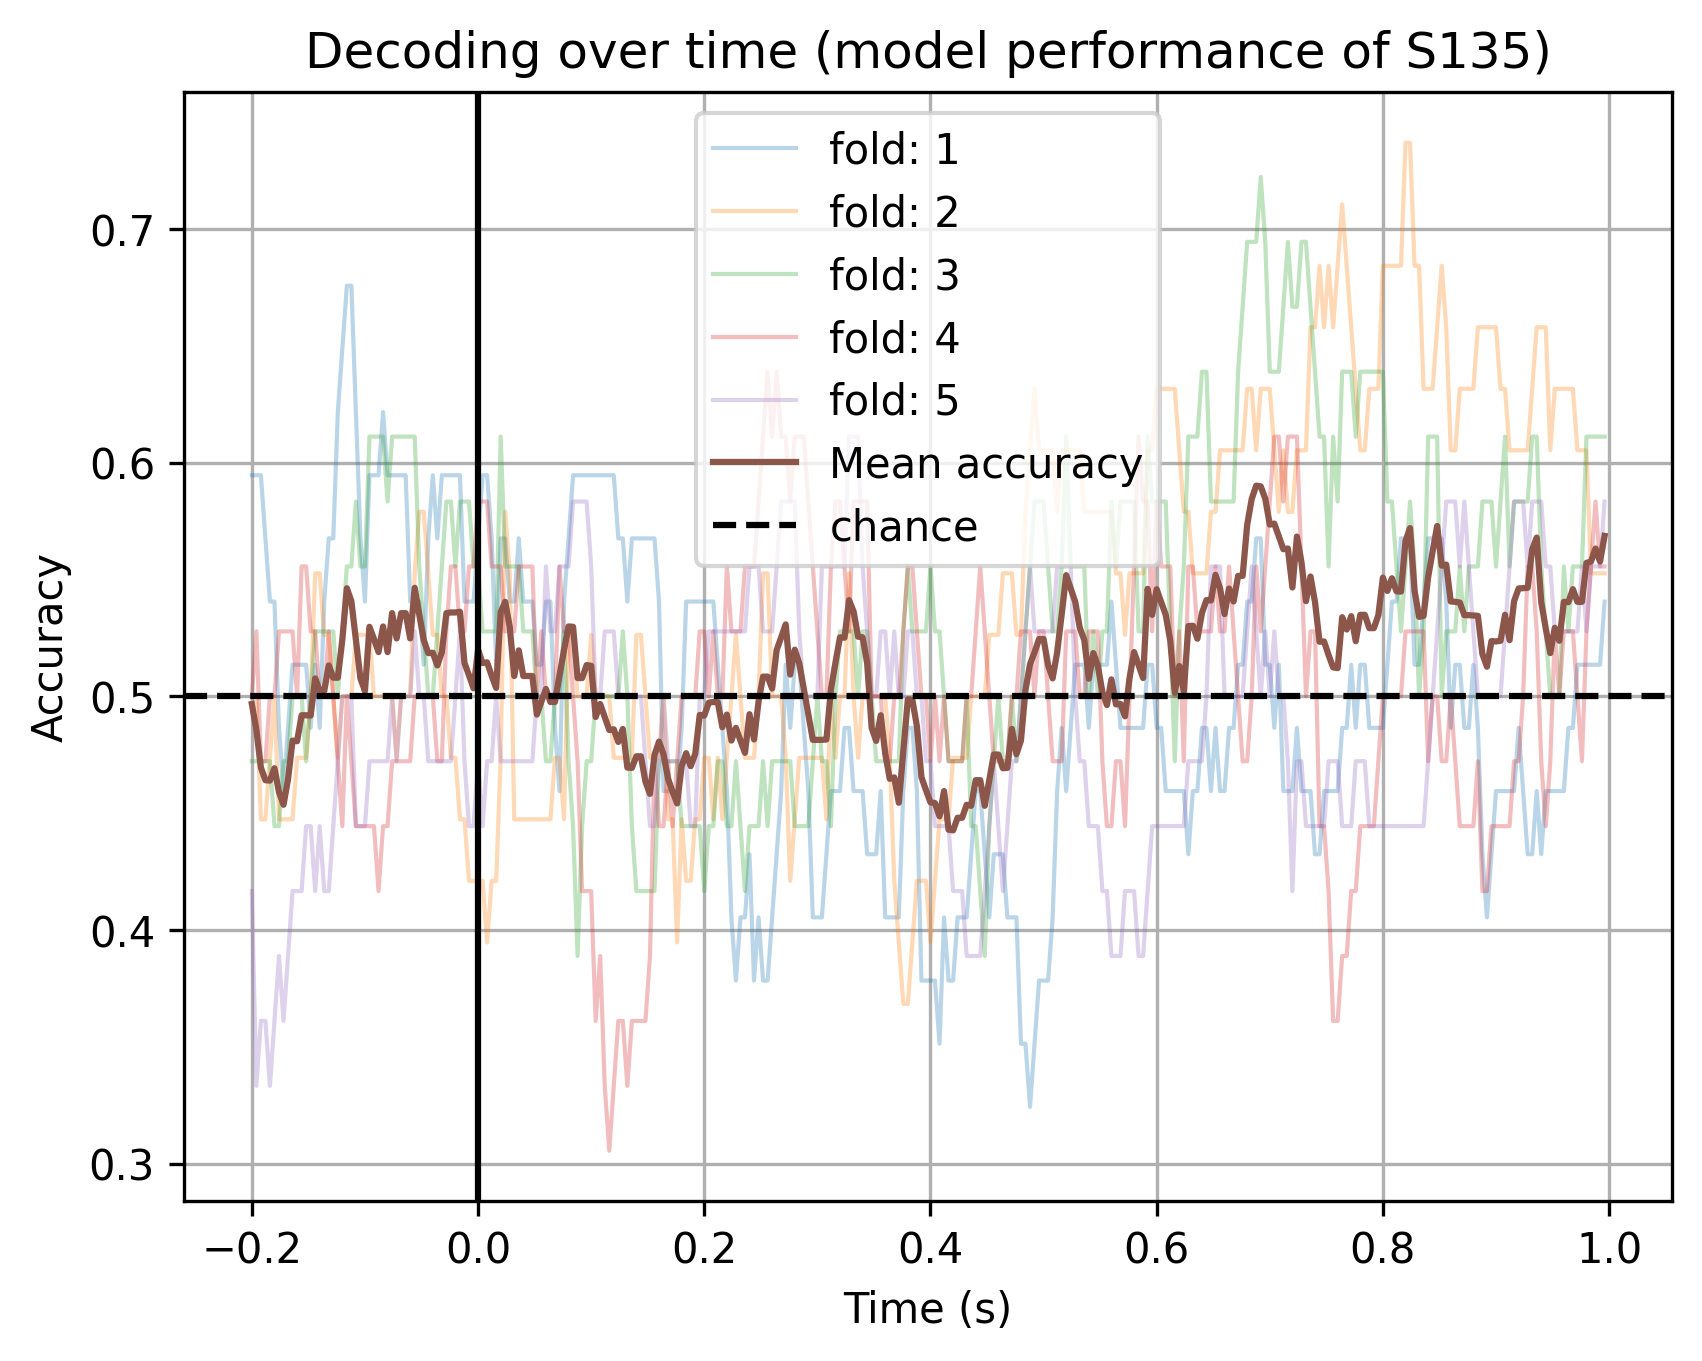 Decoding over time (model performance of S135)
fold: 1
fold: 2
fold: 3
fold: 4
fold: 5
Mean accuracy
chance
Accuracy
0.7
0.6
0.5
0.4
0.3
−0.2 0.0 0.2 0.4 0.6 0.8 1.0
Time (s)